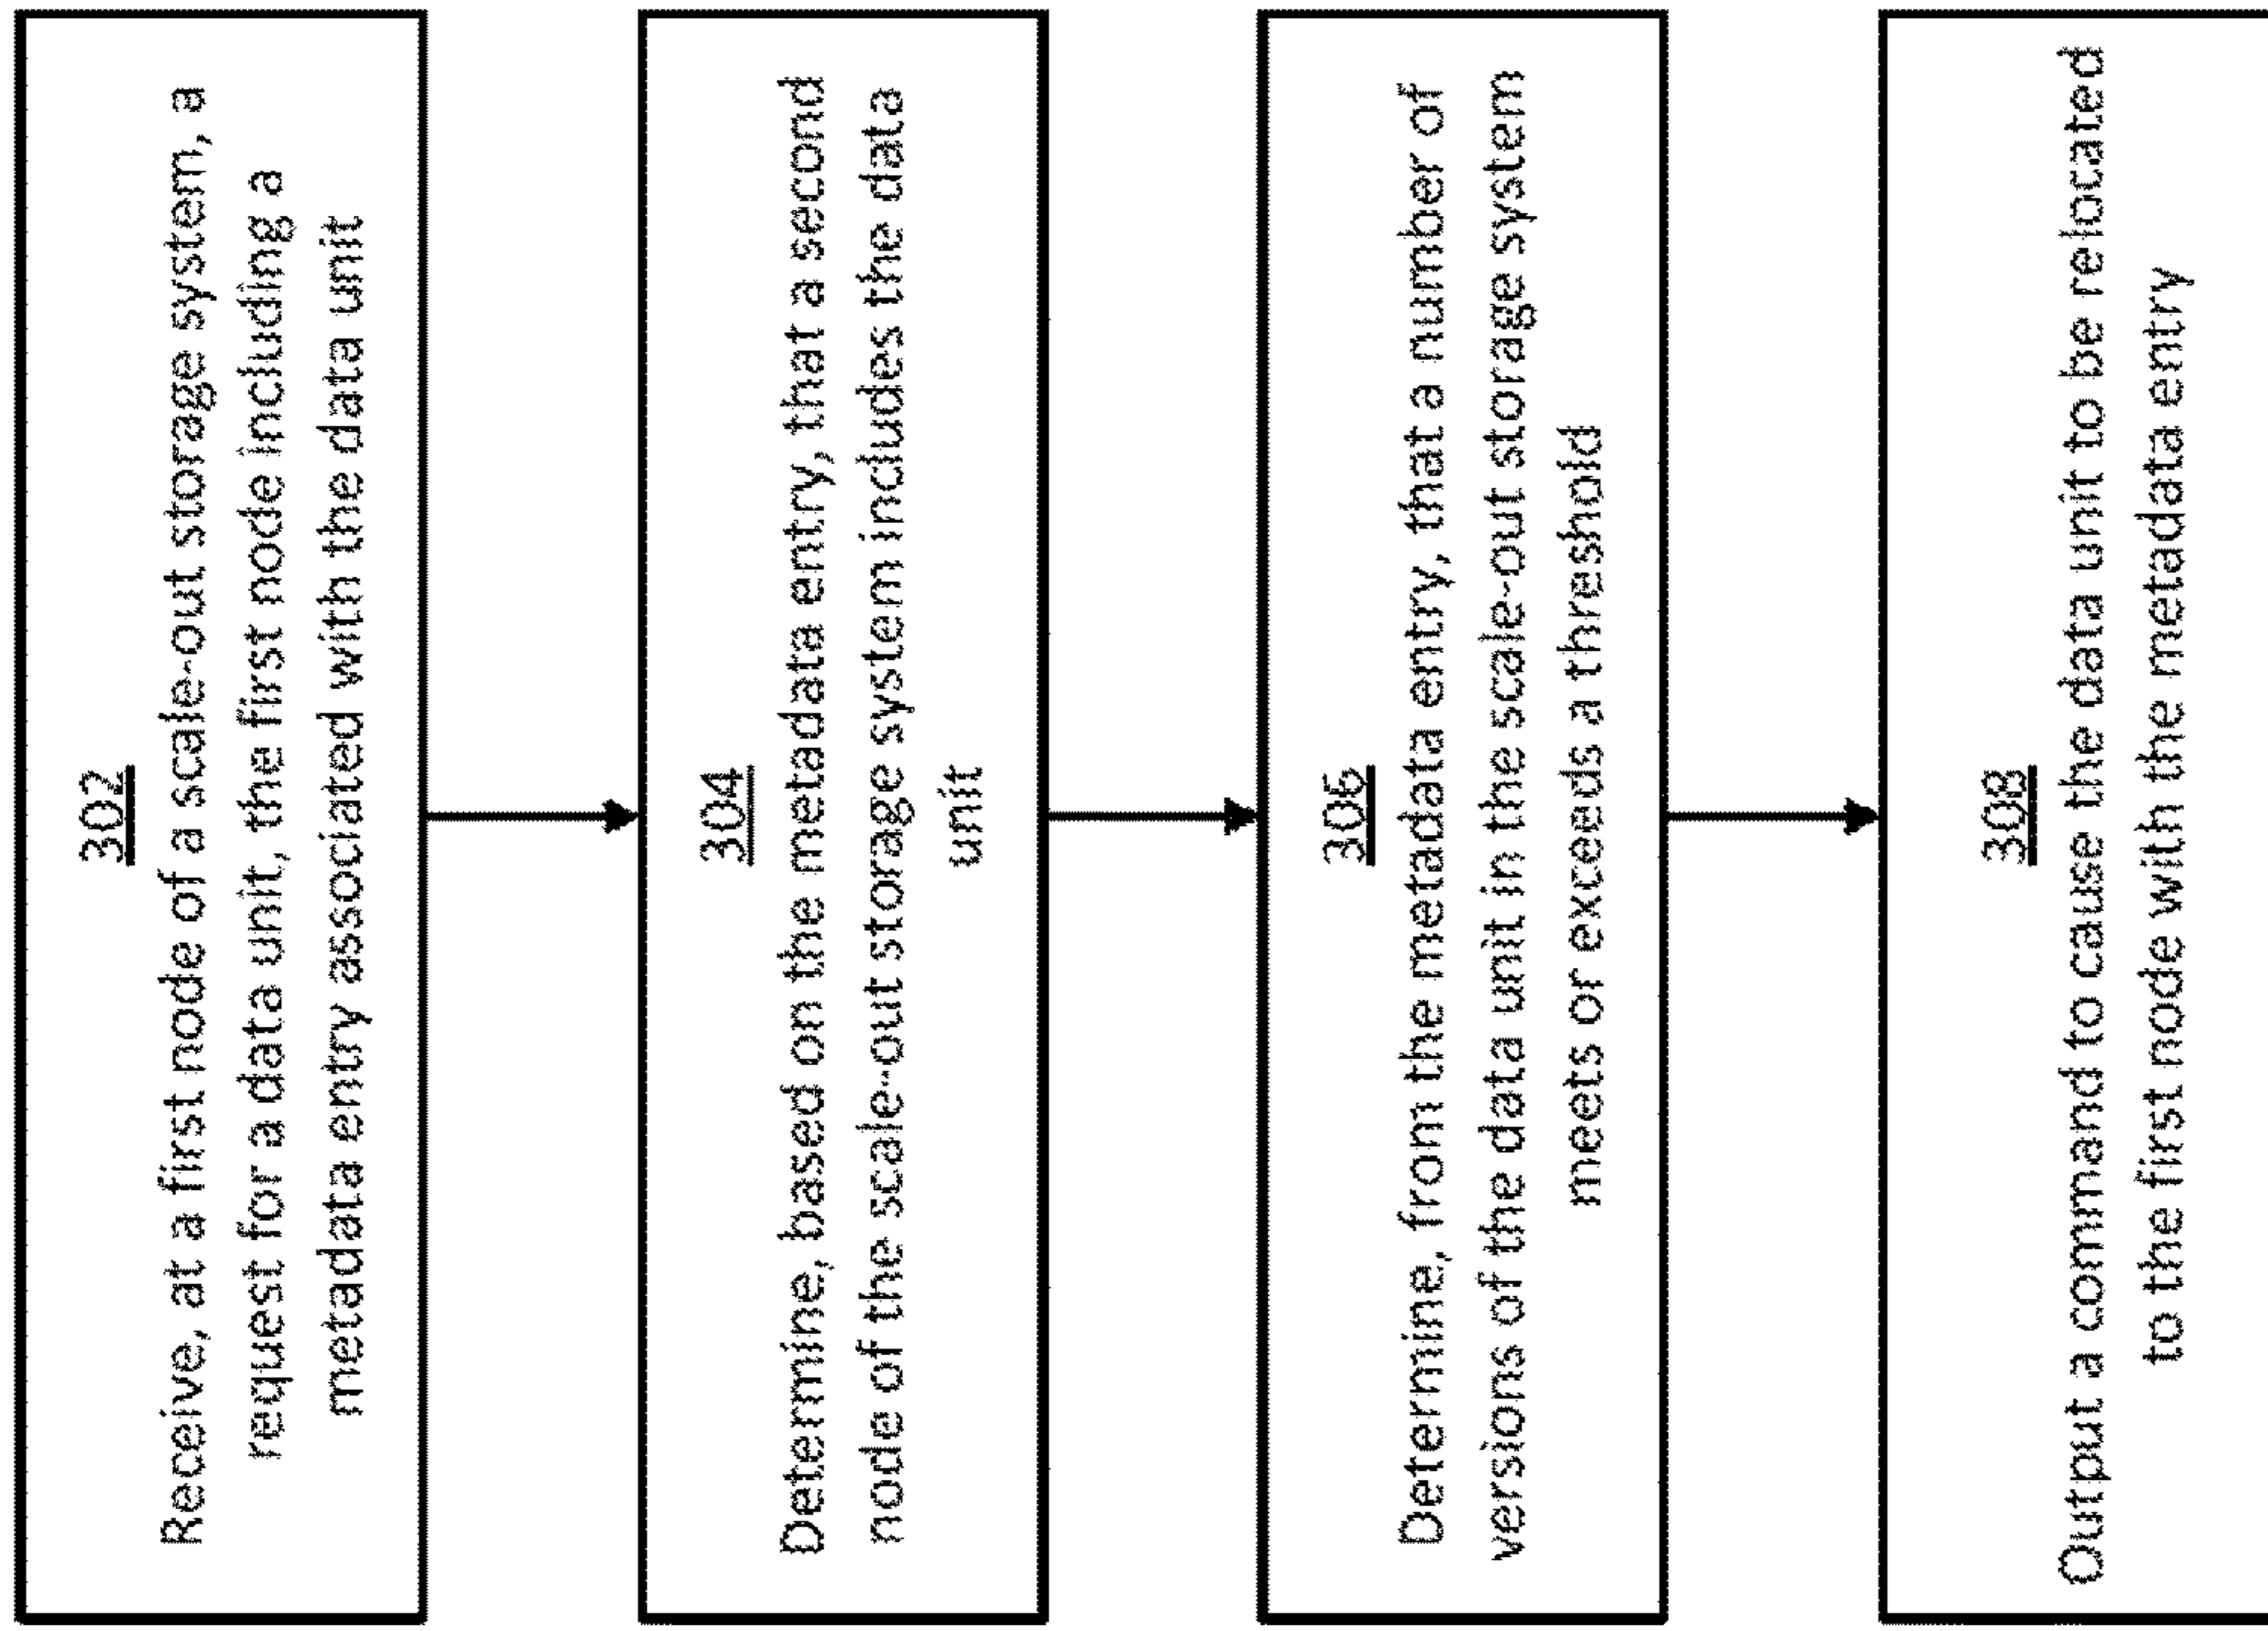 302
Receive, at a first node of a scale-out storage system, a
request for a data unit, the first node including a
metadata entry associated with the data unit
304
Determine, based on the metadata entry, that a second
node of the scale-out storage system includes the data
unit
306
Determine, from the metadata entry, that a number of
versions of the data unit in the scale-out storage system
meets or exceeds a threshold
308
Output a command to cause the data unit to be relocated
to the first node with the metadata entry